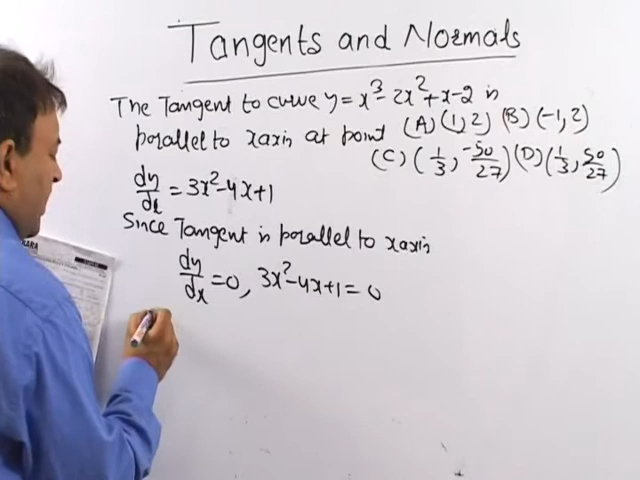 Tangents and Normals
The Tangent to curve y = x³ - 2x² + x - 2 is
parallel to xaxis at point (A) (1, 2) (B) (-1, 2)
(C) (1/3, -50/27) (D) (1/3, 50/27)
dy/dx = 3x² - 4x + 1
Since Tangent is parallel to xaxis
dy/dx = 0, 3x² - 4x + 1 = 0